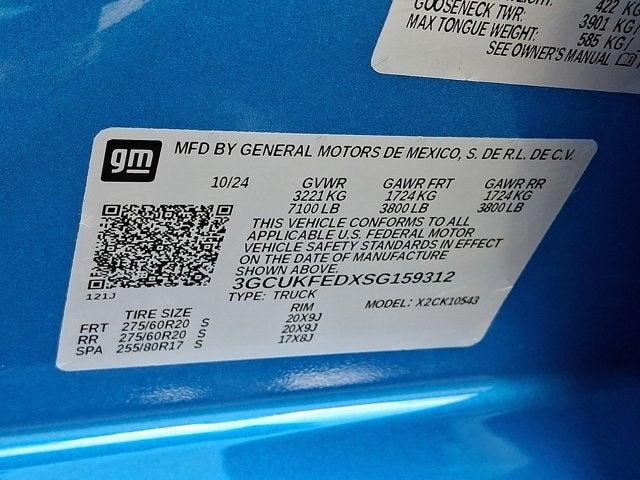 422 KG
GOOSENECK TWR: 3901 KG/
MAX TONGUE WEIGHT: 585 KG/
SEE OWNER'S MANUAL
gm
MFD BY GENERAL MOTORS DE MEXICO, S. DE R.L. DE C.V.
10/24 GVWR GAWR FRT GAWR RR
3221 KG 1724 KG 1724 KG
7100 LB 3800 LB 3800 LB
THIS VEHICLE CONFORMS TO ALL
APPLICABLE U.S. FEDERAL MOTOR
VEHICLE SAFETY STANDARDS IN EFFECT
ON THE DATE OF MANUFACTURE
SHOWN ABOVE.
3GCUKFEDXSG159312
121J
TYPE: TRUCK MODEL: X2CK10543
TIRE SIZE RIM
FRT 275/60R20 S 20X9J
RR 275/60R20 S 20X9J
SPA 255/80R17 S 17X8J